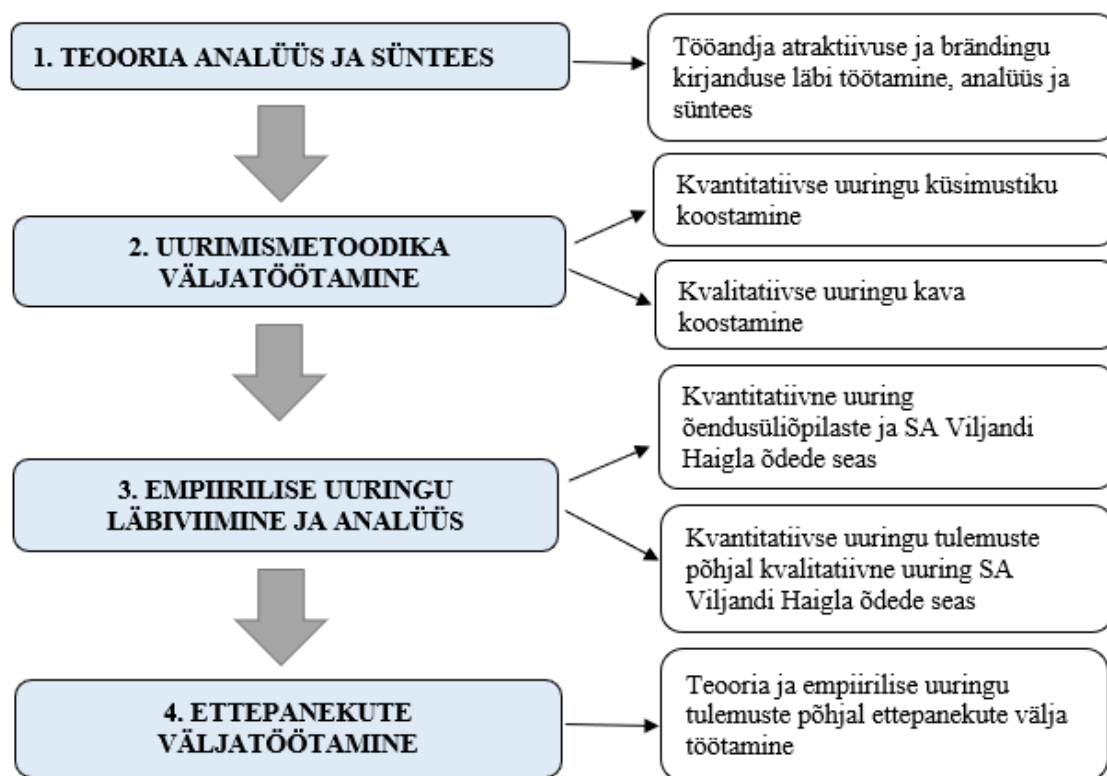 1. TEOORIA ANALÜÜS JA SÜNTEES
Tööandja atraktiivuse ja brändingu
kirjanduse läbi töötamine, analüüs ja
süntees
2. UURIMISMETOODIKA
VÄLJATÖÖTAMINE
Kvantitatiivse uuringu küsimustiku
koostamine
Kvalitatiivse uuringu kava
koostamine
3. EMPIIRILISE UURINGU
LÄBIVIIMINE JA ANALÜÜS
Kvantitatiivne uuring
õendusüliõpilaste ja SA Viljandi
Haigla õdede seas
Kvantitatiivse uuringu tulemuste
põhjal kvalitatiivne uuring SA
Viljandi Haigla õdede seas
4. ETTEPANEKUTE
VÄLJATÖÖTAMINE
Teooria ja empiirilise uuringu
tulemuste põhjal ettepanekute välja
töötamine